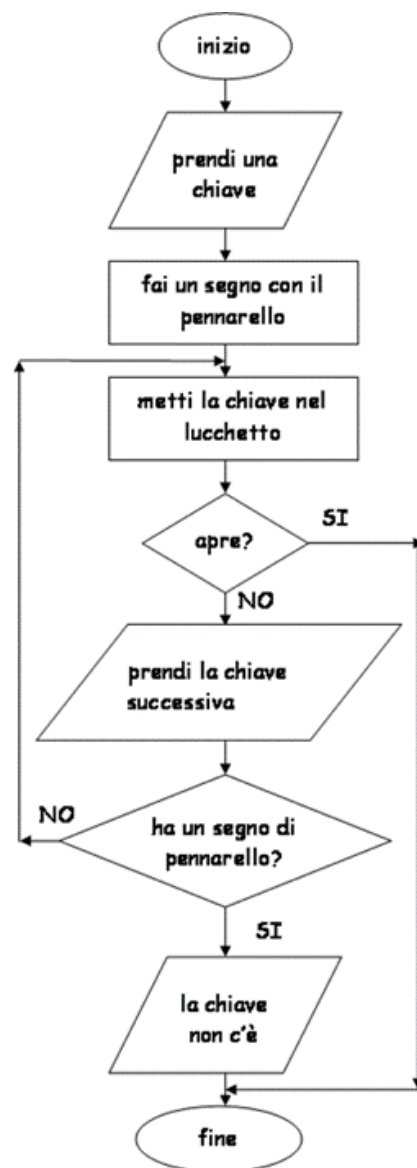 inizio
prendi una
chiave
fai un segno con il
pennarello
metti la chiave nel
lucchetto
SI
apre?
NO
prendi la chiave
successiva
NO
ha un segno di
pennarello?
SI
la chiave
non c'è
fine